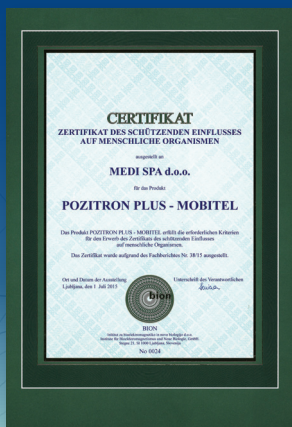 CERTIFIKAT
ZERTIFIKAT DES SCHÜTZENDEN EINFLUSSES
AUF MENSCHLICHE ORGANISMEN
ausgestellt an
MEDI SPA d.o.o.
für das Produkt
POZITRON PLUS - MOBITEL
Das Produkt POZITRON PLUS - MOBITEL erfüllt die erforderlichen Kriterien
für den Erwerb des Zertifikats des schützenden Einflusses
auf menschliche Organismen.
Das Zertifikat wurde aufgrund des Fachberichtes Nr. 38/15 ausgestellt.
Ort und Datum der Ausstellung
Ljubljana, den 1. Juli 2015
Unterschrift des Verantwortlichen
bion
BION
No 0024